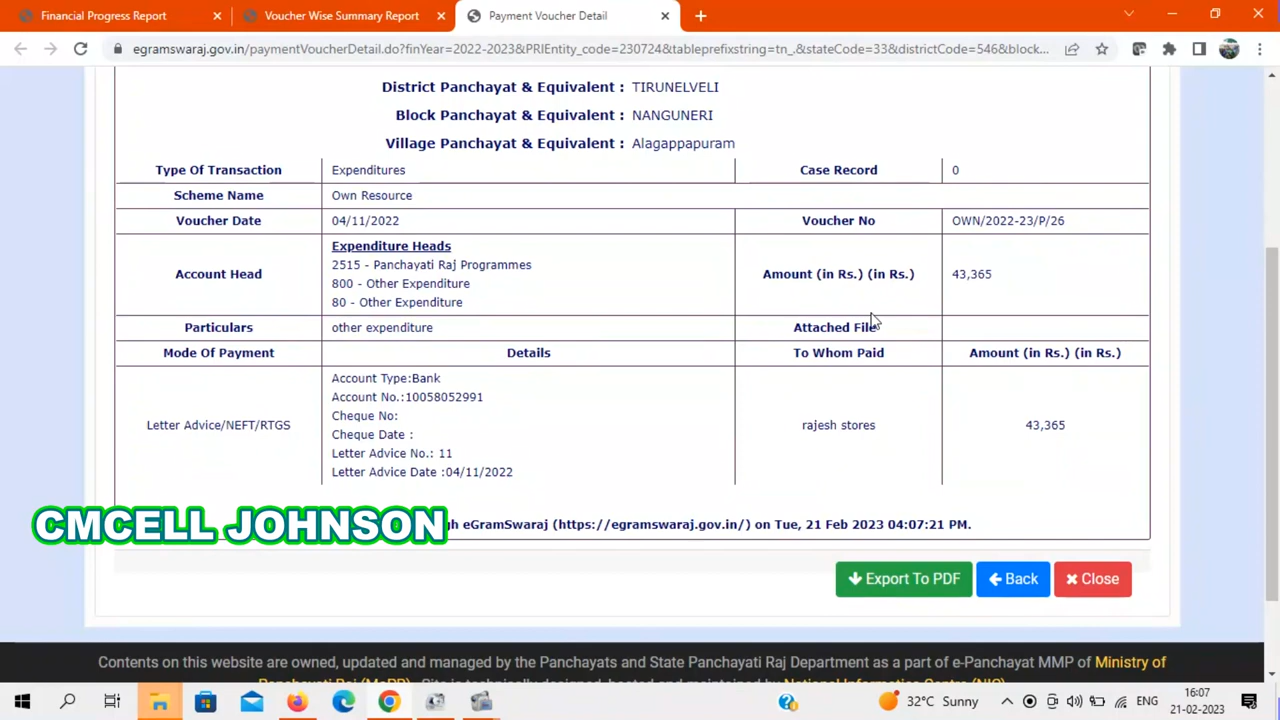 Financial Progress Report
Voucher Wise Summary Report
Payment Voucher Detail
egramswaraj.gov.in/paymentVoucherDetail.do?finYear=2022-2023&PRIEntity_code=230724&tableprefixstring=tn_.&stateCode=33&districtCode=546&block...
District Panchayat & Equivalent : TIRUNELVELI
Block Panchayat & Equivalent : NANGUNERI
Village Panchayat & Equivalent : Alagappapuram
Type Of Transaction Expenditures Case Record 0
Scheme Name Own Resource
Voucher Date 04/11/2022 Voucher No OWN/2022-23/P/26
Expenditure Heads
2515 - Panchayati Raj Programmes
Account Head 800 - Other Expenditure Amount (in Rs.) (in Rs.) 43,365
80 - Other Expenditure
Particulars other expenditure Attached File
Mode Of Payment Details To Whom Paid Amount (in Rs.) (in Rs.)
Account Type:Bank
Account No.:10058052991
Cheque No:
Letter Advice/NEFT/RTGS rajesh stores 43,365
Cheque Date :
Letter Advice No.: 11
Letter Advice Date :04/11/2022
CMCELL JOHNSON
eGramSwaraj (https://egramswaraj.gov.in/) on Tue, 21 Feb 2023 04:07:21 PM.
Export To PDF Back Close
Contents on this website are owned, updated and managed by the Panchayats and State Panchayati Raj Department as a part of e-Panchayat MMP of Ministry of
32°C Sunny ENG 16:07
21-02-2023